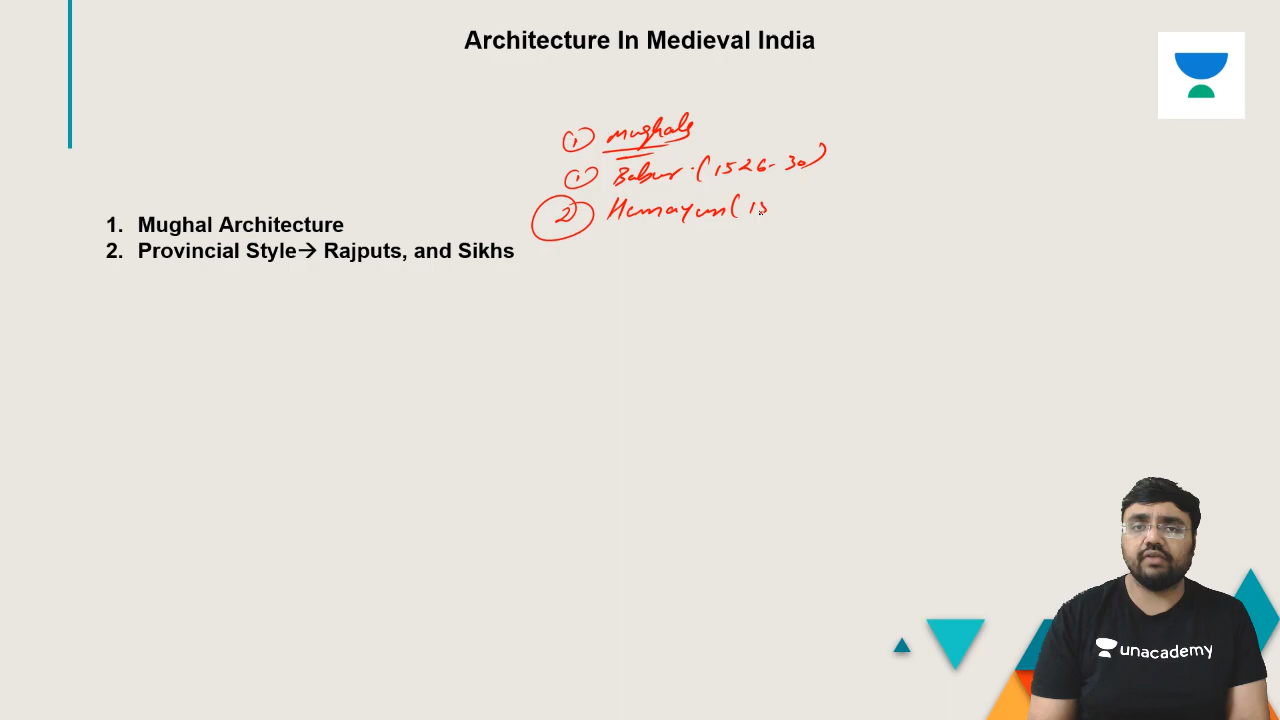 Architecture In Medieval India
① Mughals
① Babur (1526-30)
② Humayun (15
1. Mughal Architecture
2. Provincial Style→ Rajputs, and Sikhs
unacademy